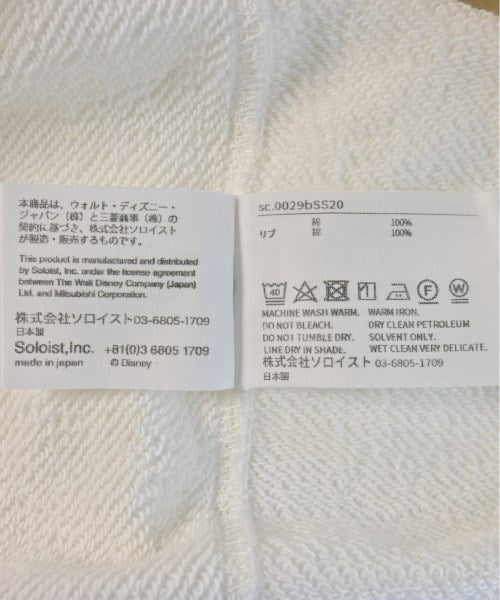 本商品は、ウォルト・ディズニー・
ジャパン（株）と三菱商事（株）の
契約に基づき、株式会社ソロイスト
が製造・販売するものです。
This product is manufactured and distributed
by Soloist, Inc. under the license agreement
between The Walt Disney Company (Japan)
Ltd. and Mitsubishi Corporation.
株式会社ソロイスト03-6805-1709
日本製
Soloist,Inc. +81(0)3 6805 1709
made in japan © Disney
sc.0029bSS20
綿 100%
リブ 綿 100%
40 F W
MACHINE WASH WARM. WARM IRON.
DO NOT BLEACH. DRY CLEAN PETROLEUM
DO NOT TUMBLE DRY. SOLVENT ONLY.
LINE DRY IN SHADE. WET CLEAN VERY DELICATE.
株式会社ソロイスト 03-6805-1709
日本製